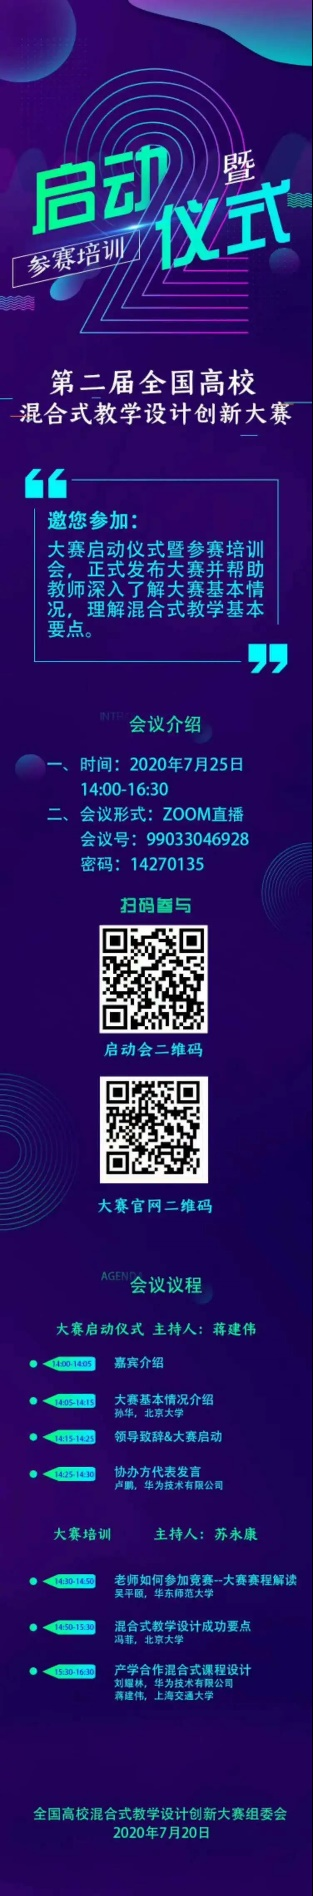 启动
暨
仪式
参赛培训
第二届全国高校
混合式教学设计创新大赛
邀您参加：
大赛启动仪式暨参赛培训
会，正式发布大赛并帮助
教师深入了解大赛基本情
况，理解混合式教学基本
要点。
会议介绍
一、时间：2020年7月25日
14:00-16:30
二、会议形式：ZOOM直播
会议号：99033046928
密码：14270135
扫码参与
启动会二维码
大赛官网二维码
AGENDA
会议议程
大赛启动仪式 主持人：蒋建伟
14:00-14:05 嘉宾介绍
14:05-14:15 大赛基本情况介绍
孙华，北京大学
14:15-14:25 领导致辞&大赛启动
14:25-14:30 协办方代表发言
卢鹏，华为技术有限公司
大赛培训 主持人：苏永康
14:30-14:50 老师如何参加竞赛--大赛赛程解读
吴平颐，华东师范大学
14:50-15:30 混合式教学设计成功要点
冯菲，北京大学
15:30-16:30 产学合作混合式课程设计
刘耀林，华为技术有限公司
蒋建伟，上海交通大学
全国高校混合式教学设计创新大赛组委会
2020年7月20日